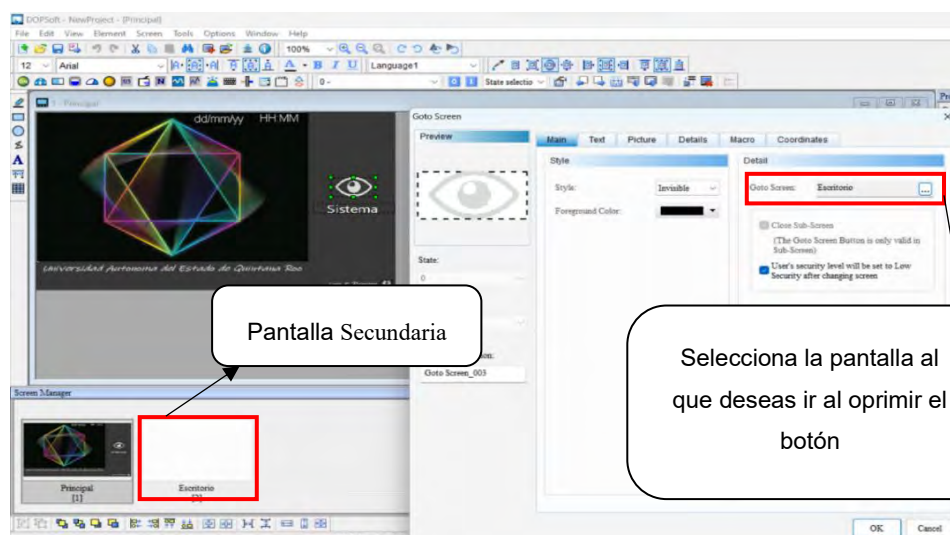 DOPSoft - NewProject - [Principal]
File Edit View Element Screen Tools Options Window Help
100%
12 Arial A B I U Language1
0 - State selectio
1 - Principal
dd/mm/yy HH:MM
Sistema
Universidad Autonoma del Estado de Quintana Roo
Goto Screen
Preview
Main Text Picture Details Macro Coordinates
Style
Style: Invisible
Foreground Color:
Detail
Goto Screen: Escritorio ...
Close Sub-Screen
(The Goto Screen Button is only valid in
Sub-Screen)
User's security level will be set to Low
Security after changing screen
State:
0
Goto Screen_003
Pantalla Secundaria
Selecciona la pantalla al
que deseas ir al oprimir el
botón
Screen Manager
Principal
[1]
Escritorio
OK Cancel